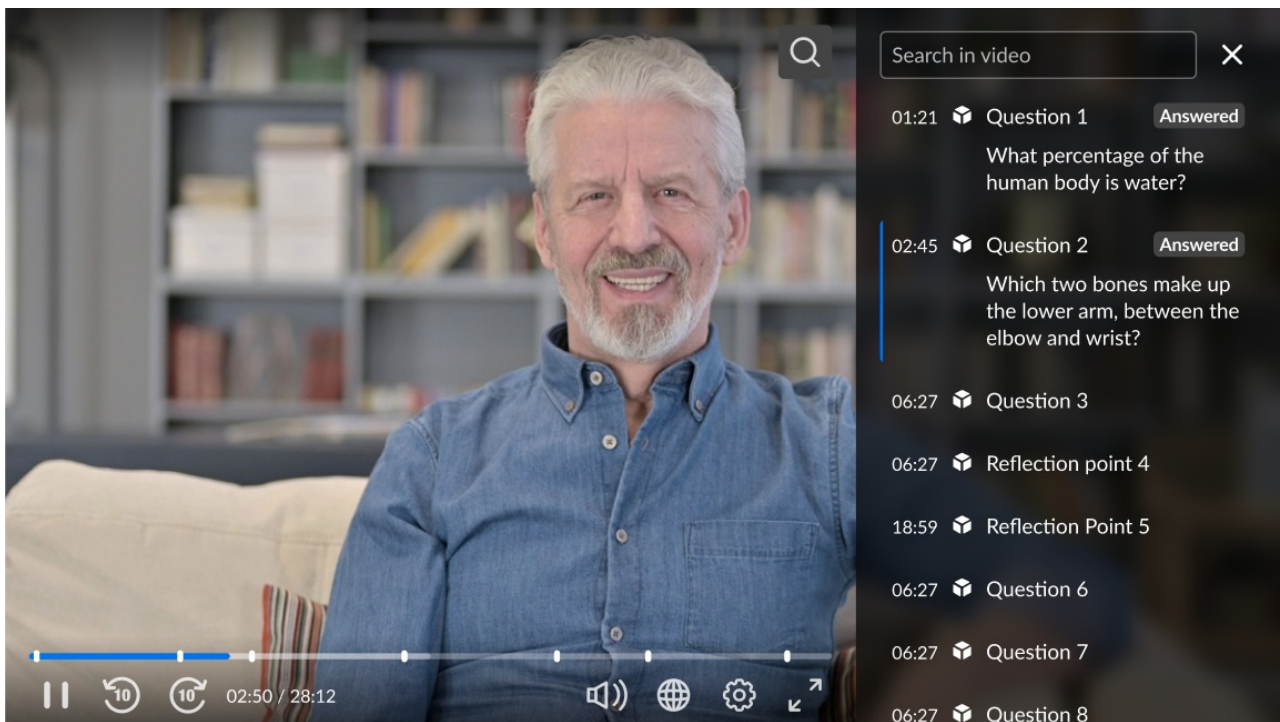 Search in video
01:21 Question 1 Answered
What percentage of the
human body is water?
02:45 Question 2 Answered
Which two bones make up
the lower arm, between the
elbow and wrist?
06:27 Question 3
06:27 Reflection point 4
18:59 Reflection Point 5
06:27 Question 6
06:27 Question 7
06:27 Question 8
10 10 02:50 / 28:12